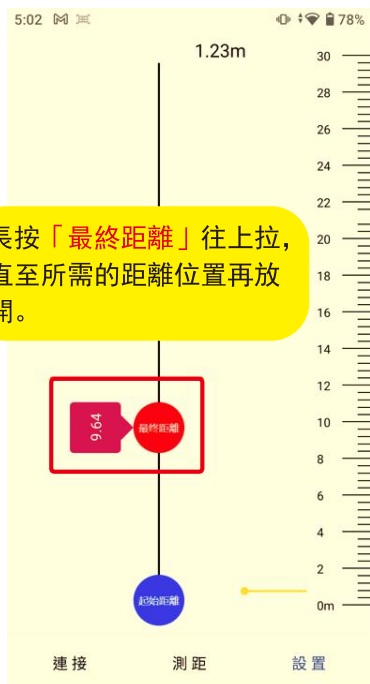 5:02
78%
1.23m
30
28
26
24
22
長按「最終距離」往上拉,
20
直至所需的距離位置再放
18
開。
16
14
12
9.64
最終距離
10
8
6
4
2
起始距離
0m
連接
測距
設置